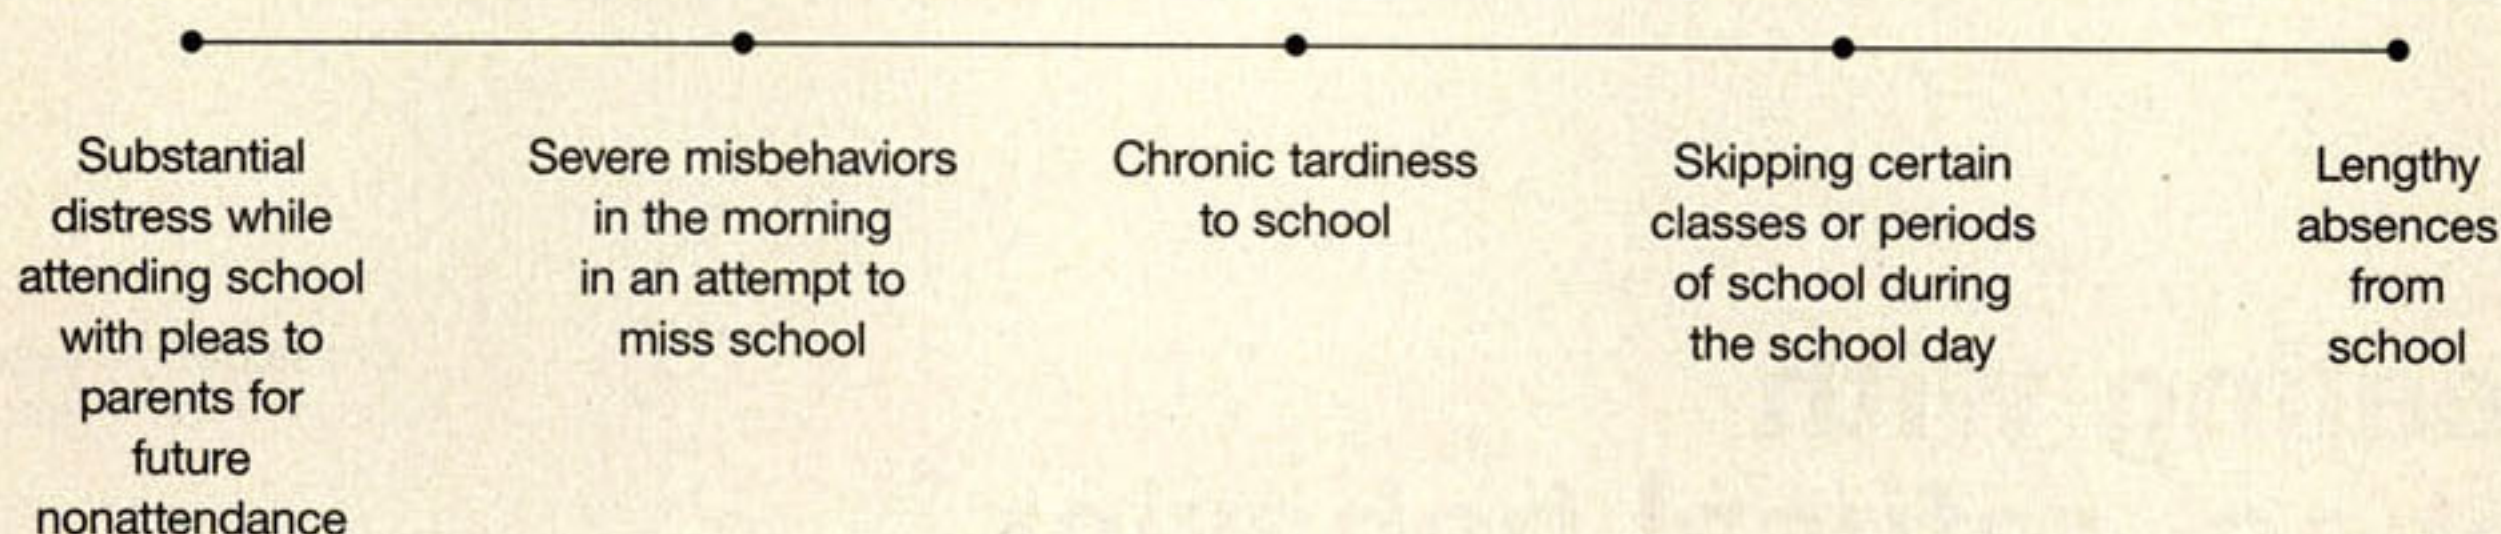 Substantial
distress while
attending school
with pleas to
parents for
future
nonattendance
Severe misbehaviors
in the morning
in an attempt to
miss school
Chronic tardiness
to school
Skipping certain
classes or periods
of school during
the school day
Lengthy
absences
from
school